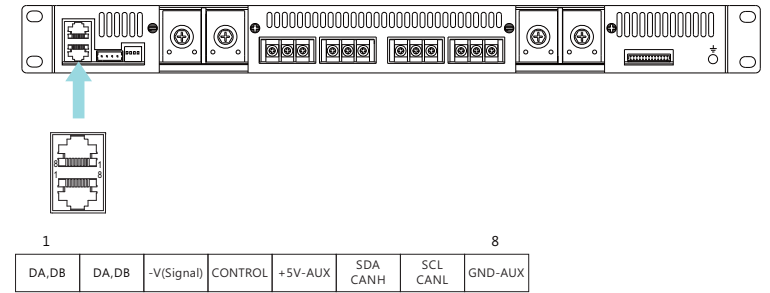 8 1
1 8
1 8
DA,DB DA,DB -V(Signal) CONTROL +5V-AUX SDA CANH SCL CANL GND-AUX